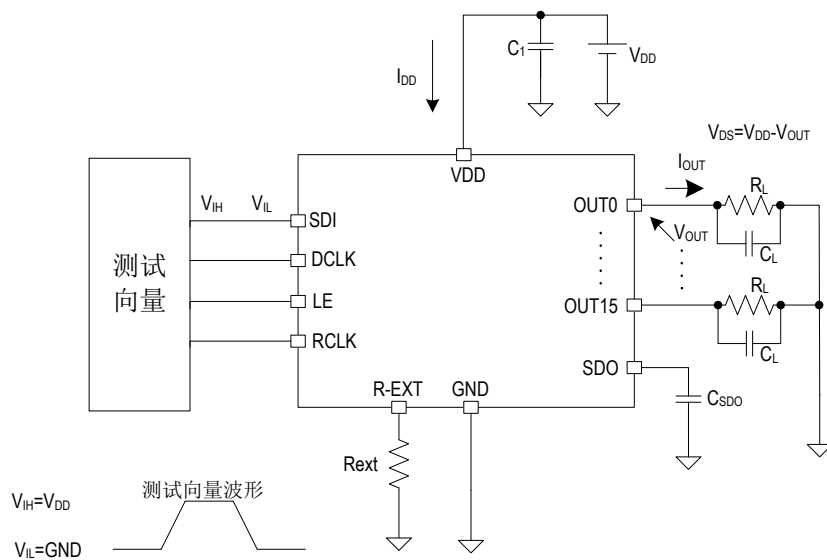 C1
VDD
IDD
VDS=VDD-VOUT
VDD
IOUT
RL
VIH
VIL
OUT0
SDI
VOUT
CL
测试
向量
DCLK
LE
OUT15
RL
RCLK
CL
SDO
R-EXT
GND
CSDO
Rext
测试向量波形
VIH=VDD
VIL=GND